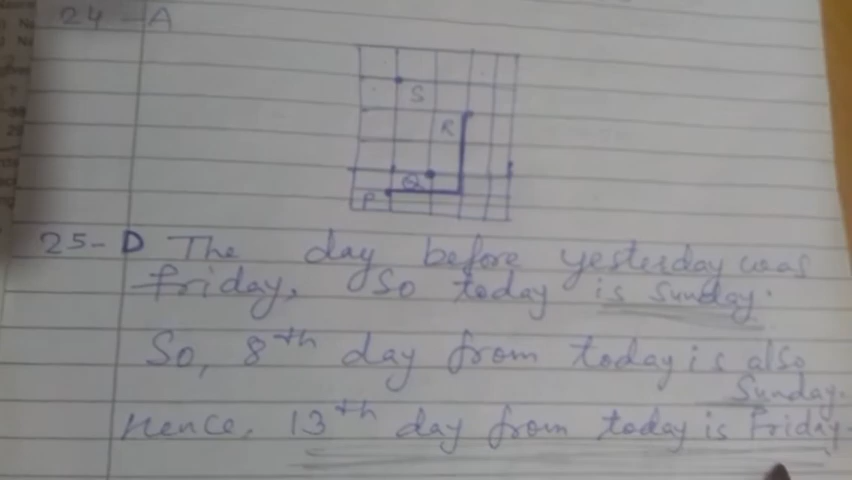 24 - A
S
R
Q
P
25 - D The day before yesterday was
friday, So today is Sunday.
So, 8th day from today is also
Sunday.
Hence, 13th day from today is Friday.